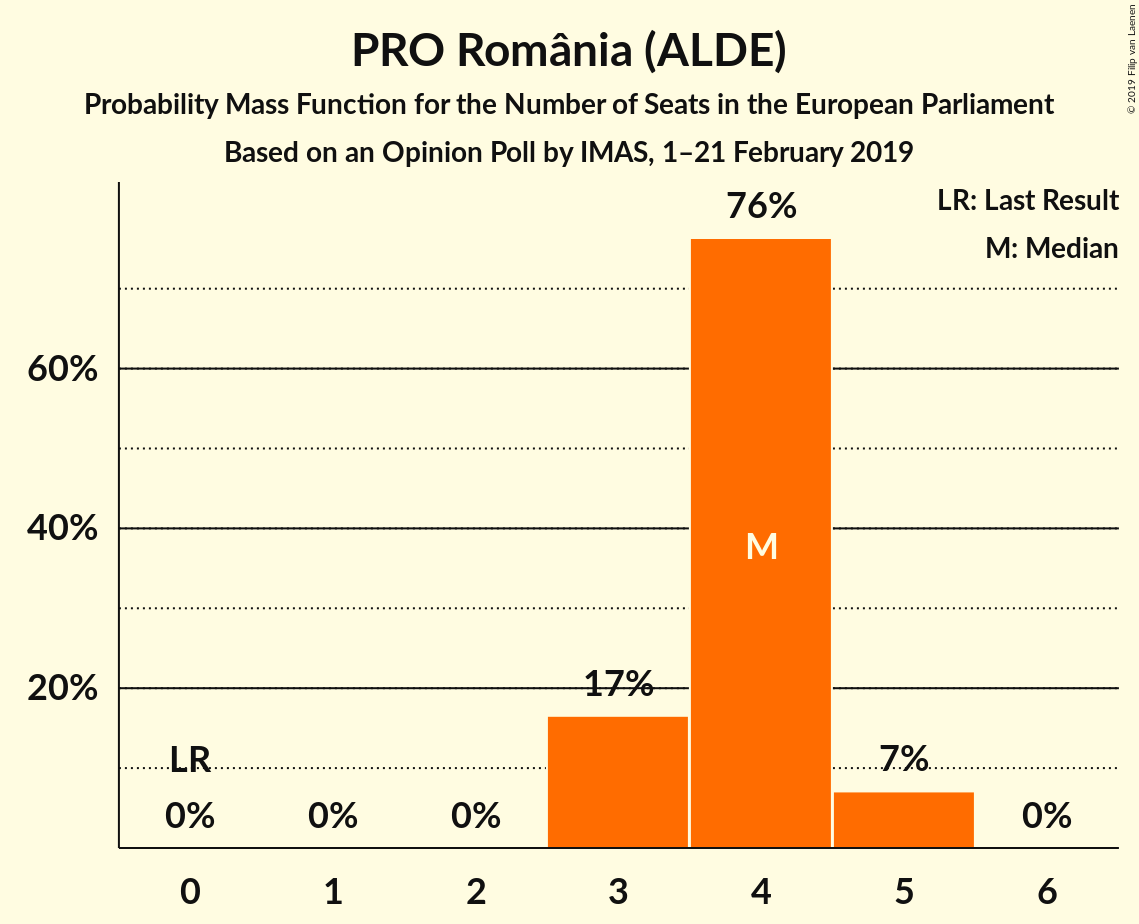 PRO România (ALDE)
Probability Mass Function for the Number of Seats in the European Parliament
Based on an Opinion Poll by IMAS, 1–21 February 2019
© 2019 Filip van Laenen
LR: Last Result
M: Median
76%
60%
40%
M
20%
17%
LR
7%
0%
0%
0%
0%
0 1 2 3 4 5 6